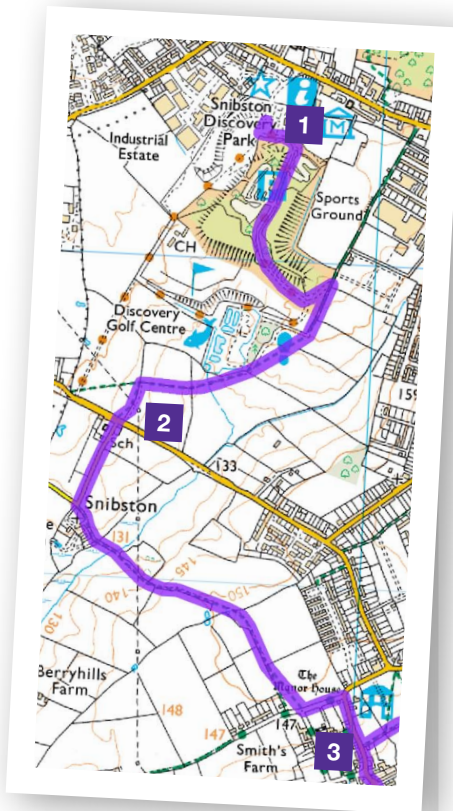 Snibston
Discovery
Park
1
M
Industrial
Estate
Sports
Ground
CH
Discovery
Golf Centre
159
2
Sch
133
Snibston
e
131
146
140
150
130
The
Manor House
Berryhills
Farm
148
147
147
3
Smith's
Farm